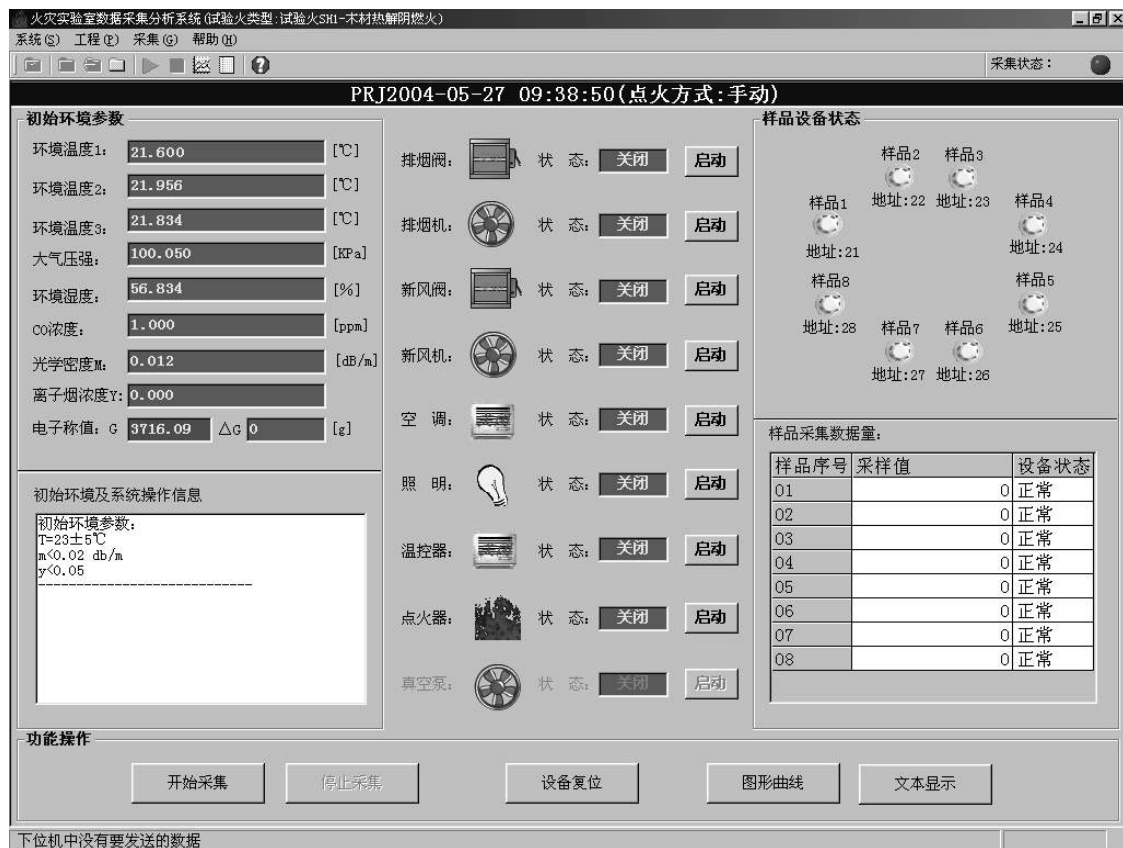 火灾实验室数据采集分析系统(试验火类型:试验火SH1-木材热解阴燃火)
系统(S) 工程(P) 采集(G) 帮助(H)
采集状态：
PRJ2004-05-27 09:38:50(点火方式:手动)
初始环境参数
环境温度1: 21.600 [℃]
环境温度2: 21.956 [℃]
环境温度3: 21.834 [℃]
大气压强: 100.050 [KPa]
环境湿度: 56.834 [%]
CO浓度: 1.000 [ppm]
光学密度M: 0.012 [dB/m]
离子烟浓度Y: 0.000
电子称值: G 3716.09 △G 0 [g]
初始环境及系统操作信息
初始环境参数:
T=23±5℃
m<0.02 db/m
y<0.05
----------------------------
排烟阀: 状 态: 关闭 启动
排烟机: 状 态: 关闭 启动
新风阀: 状 态: 关闭 启动
新风机: 状 态: 关闭 启动
空 调: 状 态: 关闭 启动
照 明: 状 态: 关闭 启动
温控器: 状 态: 关闭 启动
点火器: 状 态: 关闭 启动
真空泵: 状 态: 关闭 启动
样品设备状态
样品2 样品3
地址:22 地址:23
样品1 样品4
地址:21 地址:24
样品8 样品5
地址:28 地址:25
样品7 样品6
地址:27 地址:26
样品采集数据量:
样品序号 采样值 设备状态
01 0 正常
02 0 正常
03 0 正常
04 0 正常
05 0 正常
06 0 正常
07 0 正常
08 0 正常
功能操作
开始采集 停止采集 设备复位 图形曲线 文本显示
下位机中没有要发送的数据